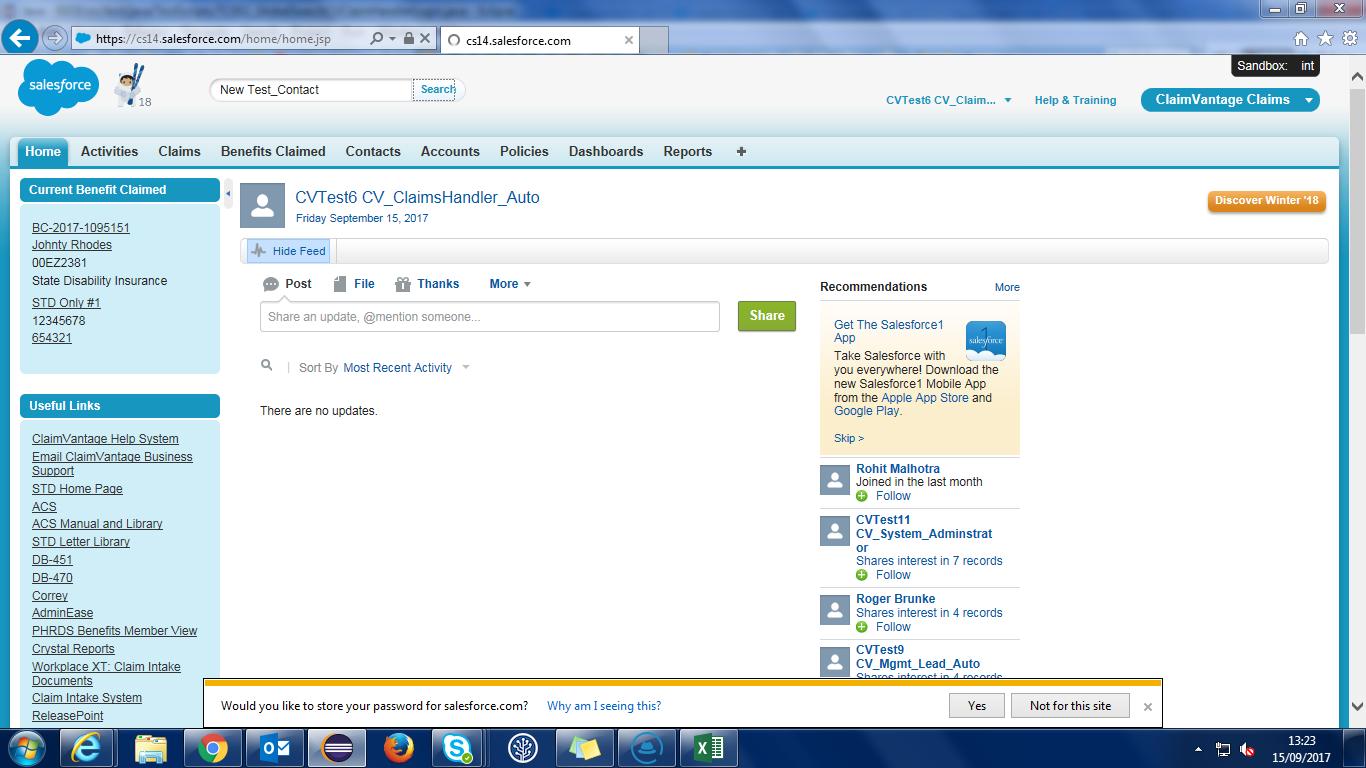 https://cs14.salesforce.com/home/home.jsp
cs14.salesforce.com
Sandbox: int
salesforce
18
New Test_Contact
Search
CVTest6 CV_Claim...
Help & Training
ClaimVantage Claims
Home
Activities
Claims
Benefits Claimed
Contacts
Accounts
Policies
Dashboards
Reports
Current Benefit Claimed
BC-2017-1095151
Johnty Rhodes
00EZ2381
State Disability Insurance
STD Only #1
12345678
654321
Useful Links
ClaimVantage Help System
Email ClaimVantage Business
Support
STD Home Page
ACS
ACS Manual and Library
STD Letter Library
DB-451
DB-470
Correy
AdminEase
PHRDS Benefits Member View
Crystal Reports
Workplace XT: Claim Intake
Documents
Claim Intake System
ReleasePoint
CVTest6 CV_ClaimsHandler_Auto
Friday September 15, 2017
Discover Winter '18
Hide Feed
Post
File
Thanks
More
Share an update, @mention someone...
Share
Sort By Most Recent Activity
There are no updates.
Recommendations
More
Get The Salesforce1
App
salesforce
1
Take Salesforce with
you everywhere! Download the
new Salesforce1 Mobile App
from the Apple App Store and
Google Play.
Skip >
Rohit Malhotra
Joined in the last month
Follow
CVTest11
CV_System_Adminstrat
or
Shares interest in 7 records
Follow
Roger Brunke
Shares interest in 4 records
Follow
CVTest9
CV_Mgmt_Lead_Auto
Shares interest in 4 records
Would you like to store your password for salesforce.com?
Why am I seeing this?
Yes
Not for this site
13:23
15/09/2017